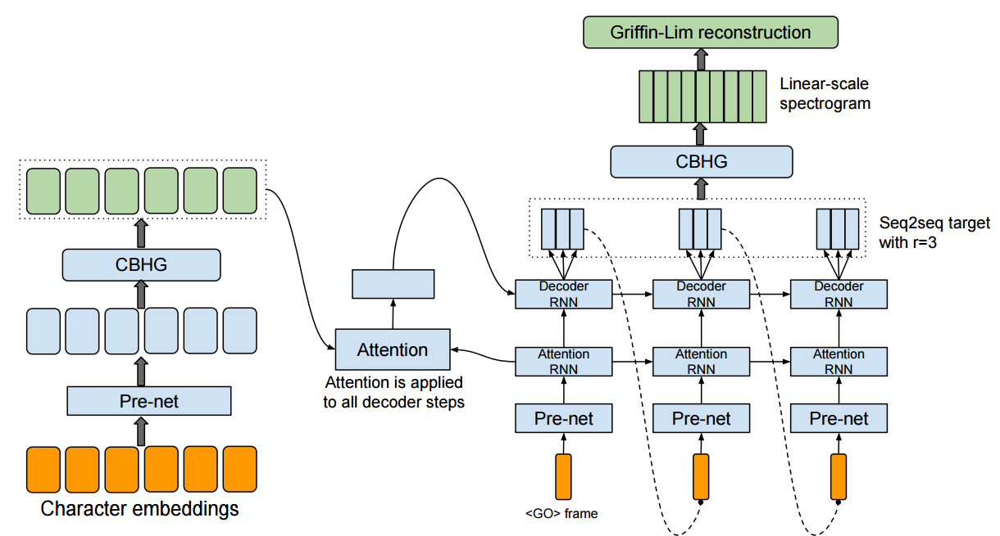 Griffin-Lim reconstruction
Linear-scale
spectrogram
CBHG
Seq2seq target
with r=3
CBHG
Pre-net
Character embeddings
Attention
Attention is applied
to all decoder steps
Decoder
RNN
Decoder
RNN
Decoder
RNN
Attention
RNN
Attention
RNN
Attention
RNN
Pre-net
Pre-net
Pre-net
<GO> frame